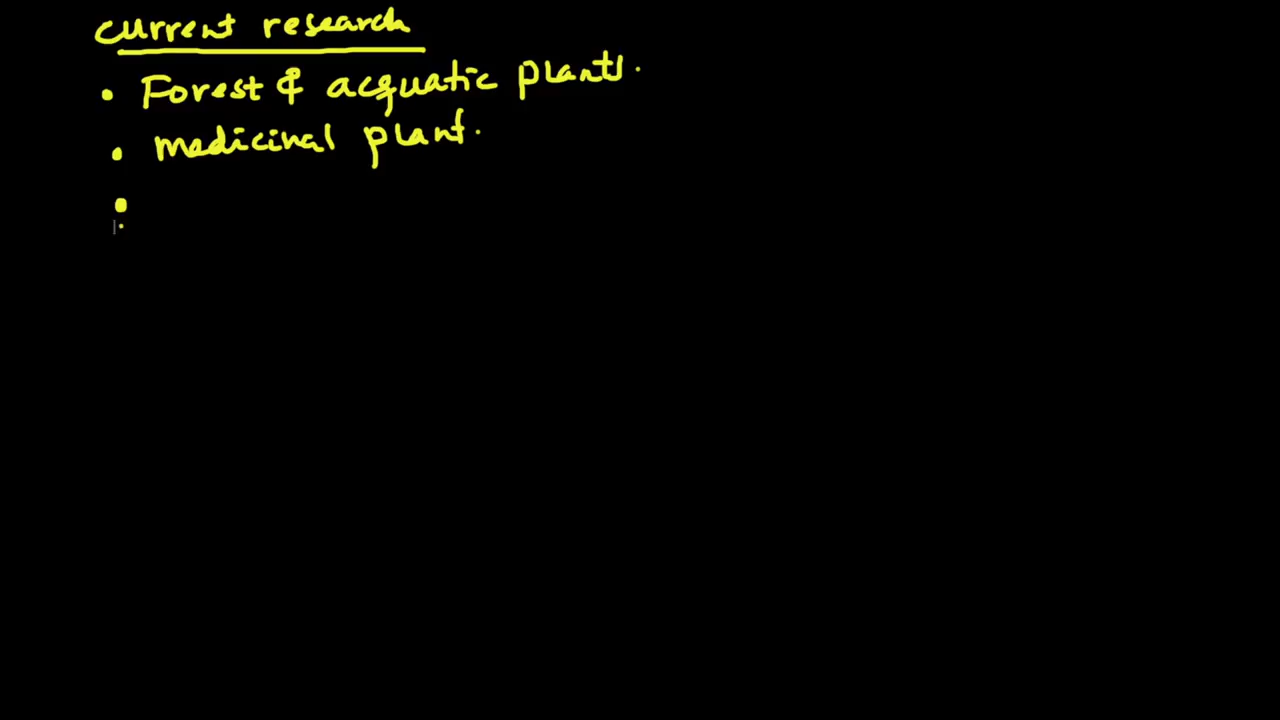 current research
• Forest & acquatic plants.
• medicinal plant.
•